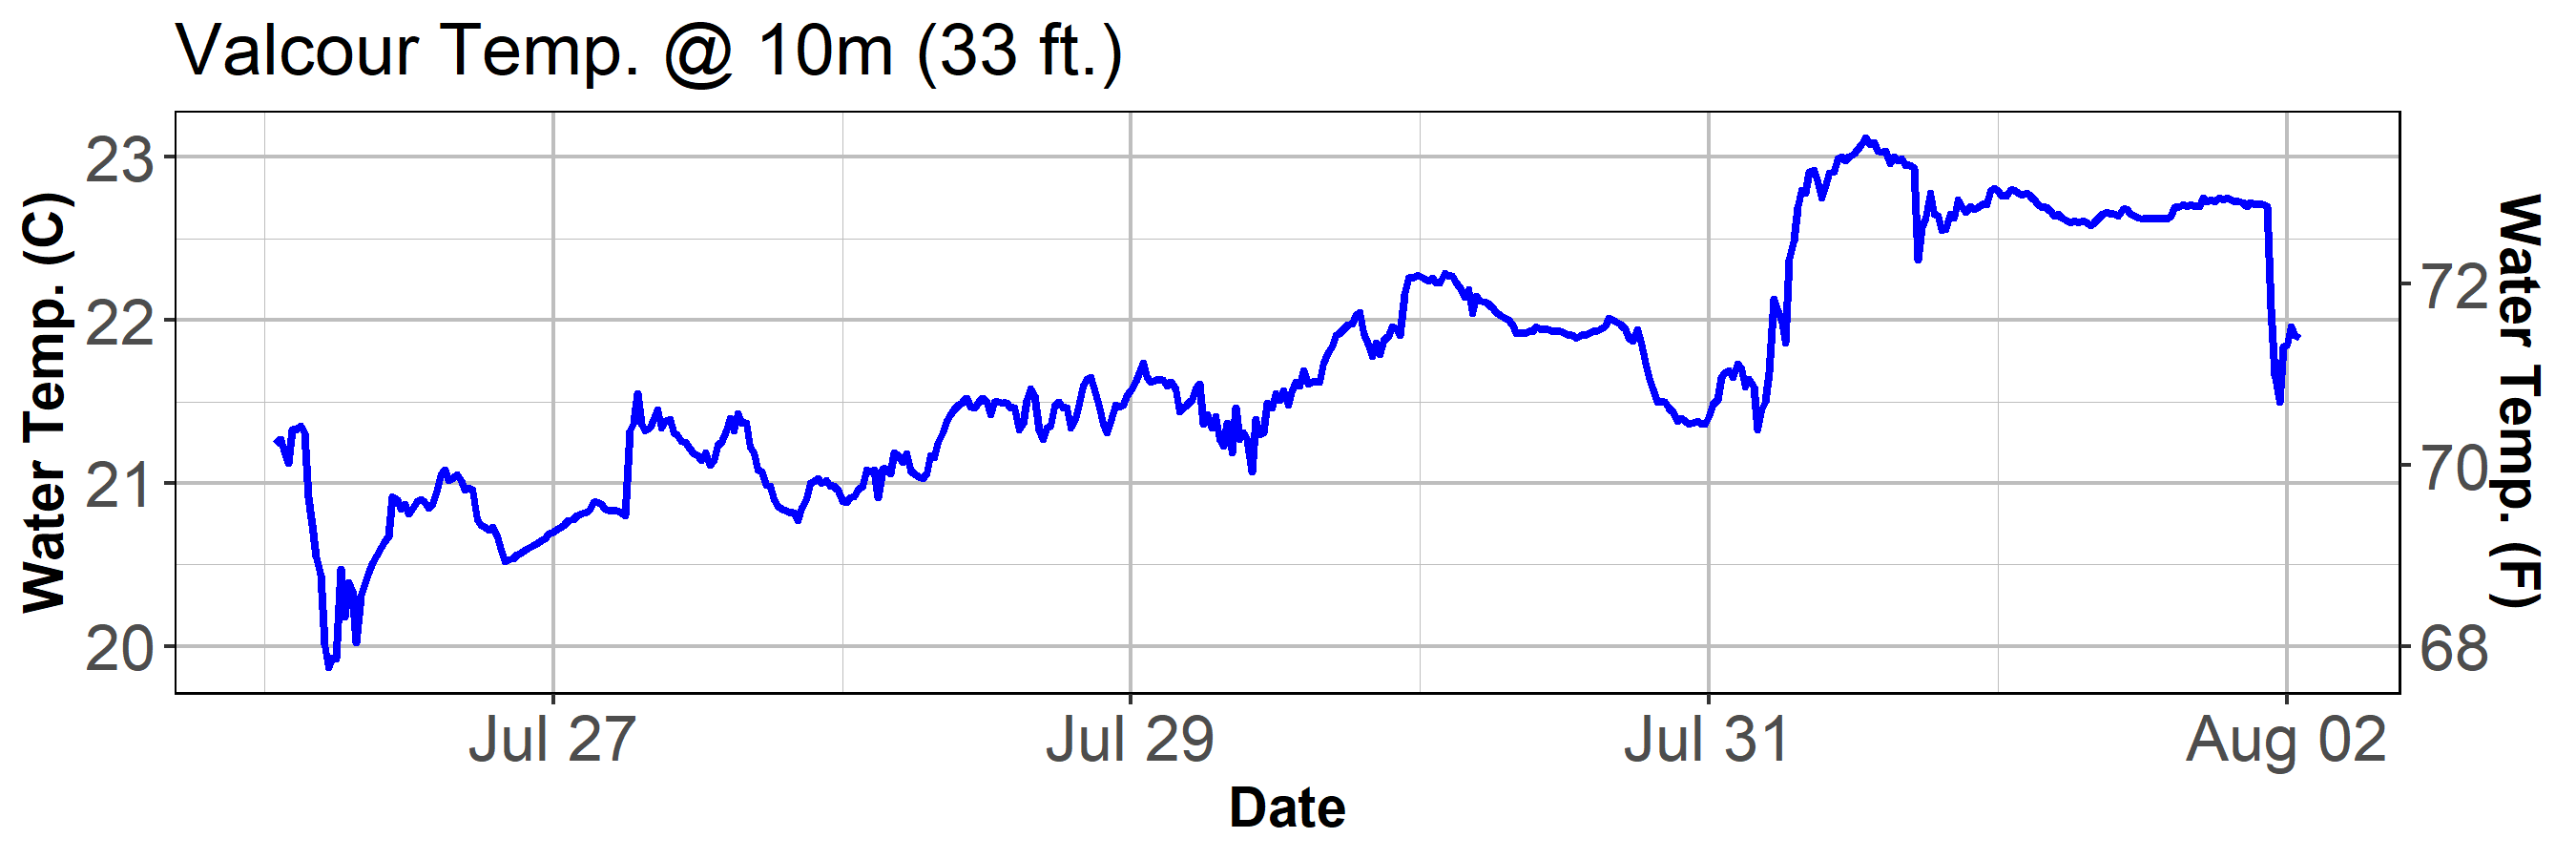 Valcour Temp. @ 10m (33 ft.)
Water Temp. (C)
23
22
21
20
72
70
68
Water Temp. (F)
Jul 27 Jul 29 Jul 31 Aug 02
Date